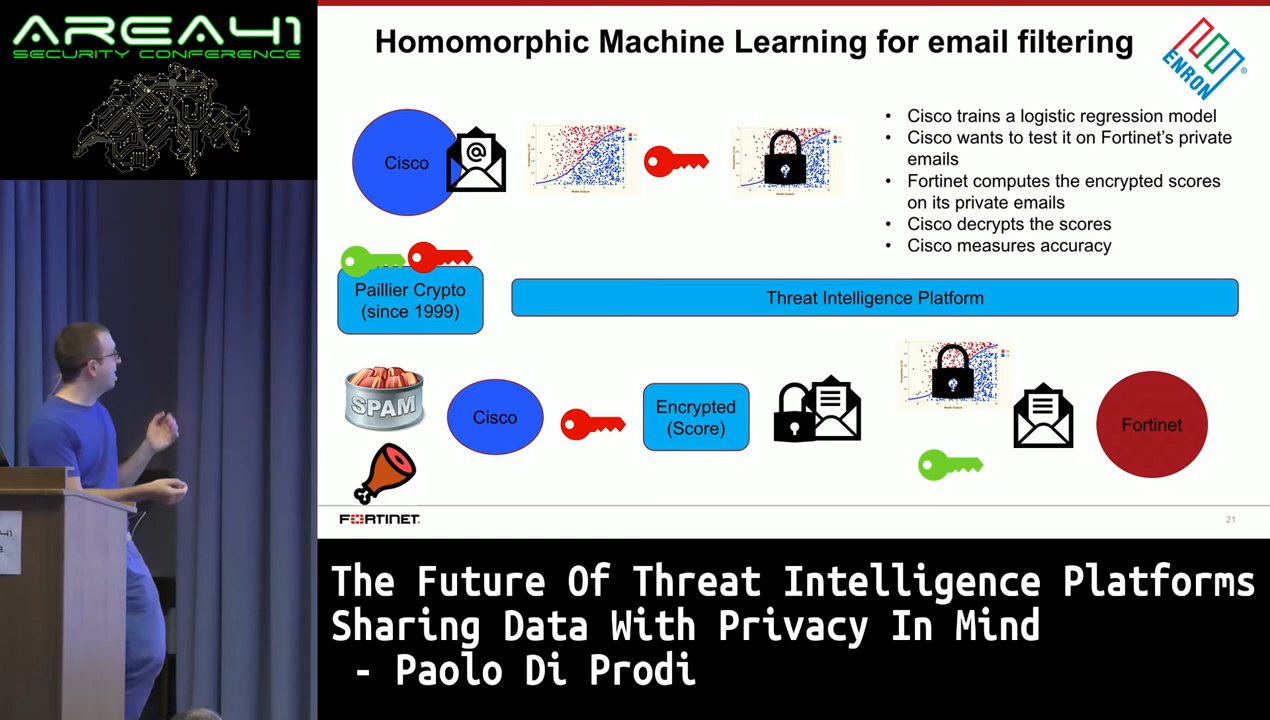 AREA41
SECURITY CONFERENCE
Homomorphic Machine Learning for email filtering
ENRON
Cisco
@
• Cisco trains a logistic regression model
• Cisco wants to test it on Fortinet's private
emails
• Fortinet computes the encrypted scores
on its private emails
• Cisco decrypts the scores
• Cisco measures accuracy
Paillier Crypto
(since 1999)
Threat Intelligence Platform
SPAM
Cisco
Encrypted
(Score)
Fortinet
FORTINET
21
The Future Of Threat Intelligence Platforms
Sharing Data With Privacy In Mind
- Paolo Di Prodi